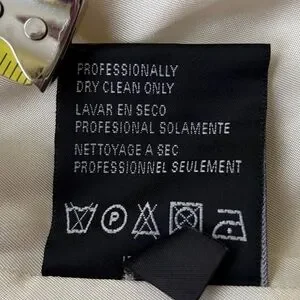 PROFESSIONALLY
DRY CLEAN ONLY
LAVAR EN SECO
PROFESIONAL SOLAMENTE
NETTOYAGE A SEC
PROFESSIONNEL SEULEMENT
P